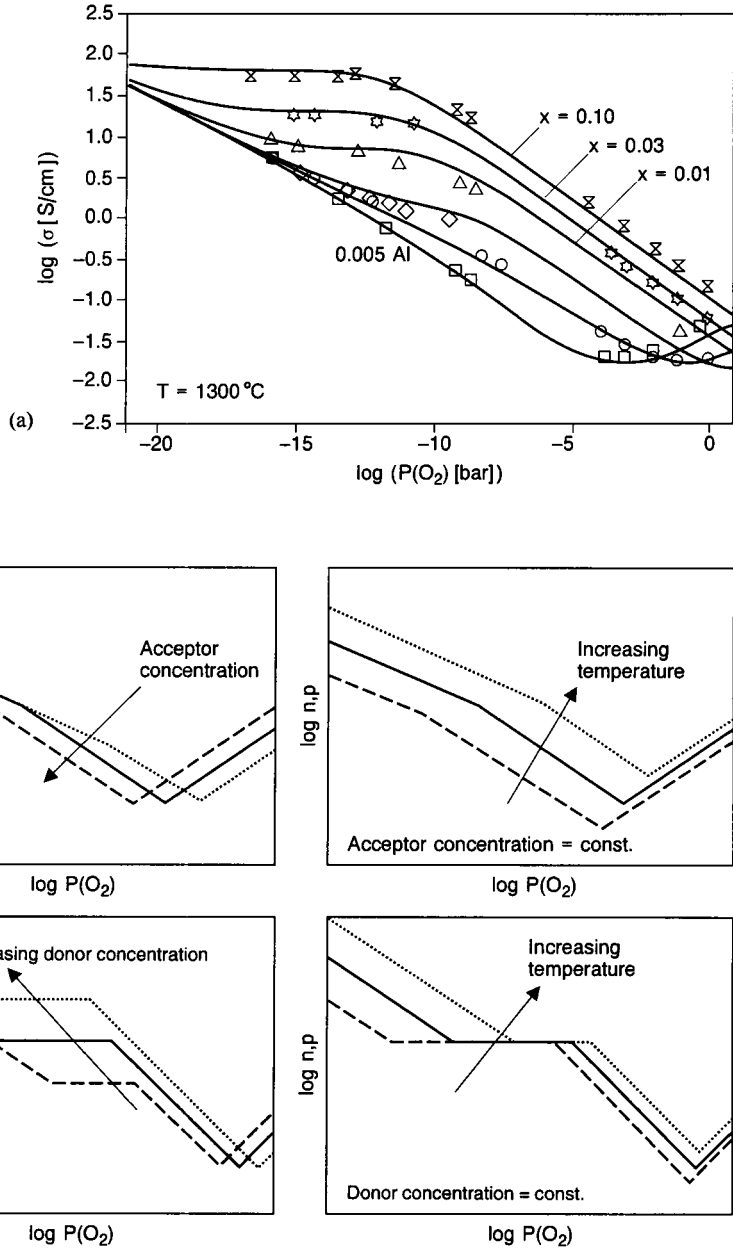 2.5
2.0
1.5
1.0
0.5
0.0
−0.5
−1.0
−1.5
−2.0
−2.5
log (σ [ S/cm] )
x = 0.10
x = 0.03
x = 0.01
0.005 Al
T = 1300 °C
(a)
−20 −15 −10 −5 0
log (P(O₂) [bar])
Acceptor
concentration
log P(O₂)
log n,p
Increasing
temperature
Acceptor concentration = const.
log P(O₂)
asing donor concentration
log P(O₂)
log n,p
Increasing
temperature
Donor concentration = const.
log P(O₂)